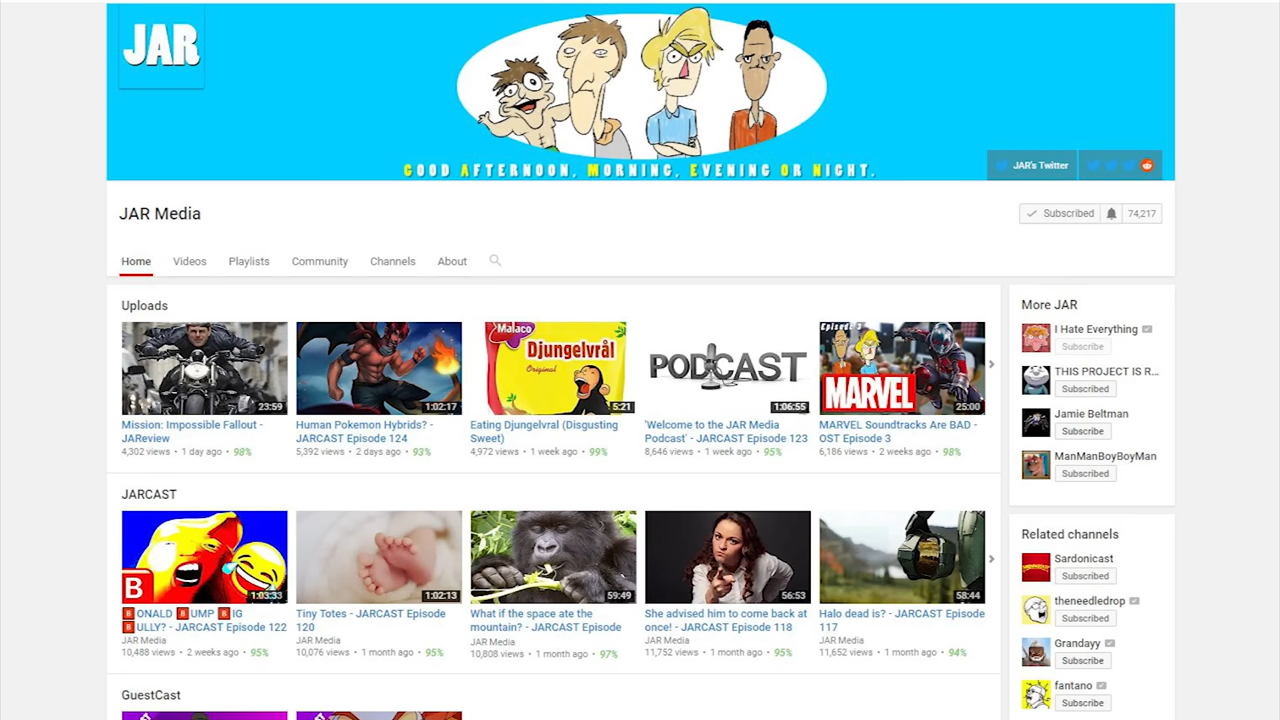 JAR
GOOD AFTERNOON, MORNING, EVENING OR NIGHT.
JAR's Twitter
JAR Media
Subscribed 74,217
Home Videos Playlists Community Channels About
Uploads
Malaco
Djungelvrål
Original
PODCAST
Episode 3
MARVEL
23:59
1:02:17
5:21
1:06:55
25:00
Mission: Impossible Fallout -
JAReview
4,302 views • 1 day ago • 98%
Human Pokemon Hybrids? -
JARCAST Episode 124
5,392 views • 2 days ago • 93%
Eating Djungelvral (Disgusting
Sweet)
4,972 views • 1 week ago • 99%
'Welcome to the JAR Media
Podcast' - JARCAST Episode 123
8,646 views • 1 week ago • 95%
MARVEL Soundtracks Are BAD -
OST Episode 3
6,186 views • 2 weeks ago • 98%
JARCAST
B
1:03:33
1:02:13
59:49
56:53
58:44
🅱ONALD 🅱UMP 🅱IG
🅱ULLY? - JARCAST Episode 122
JAR Media
10,488 views • 2 weeks ago • 95%
Tiny Totes - JARCAST Episode
120
JAR Media
10,076 views • 1 month ago • 95%
What if the space ate the
mountain? - JARCAST Episode
JAR Media
10,808 views • 1 month ago • 97%
She advised him to come back at
once! - JARCAST Episode 118
JAR Media
11,752 views • 1 month ago • 95%
Halo dead is? - JARCAST Episode
117
JAR Media
11,652 views • 1 month ago • 94%
GuestCast
More JAR
I Hate Everything
Subscribe
THIS PROJECT IS R...
Subscribed
Jamie Beltman
Subscribe
ManManBoyBoyMan
Subscribed
Related channels
Sardonicast
Subscribed
theneedledrop
Subscribed
Grandayy
Subscribe
fantano
Subscribe